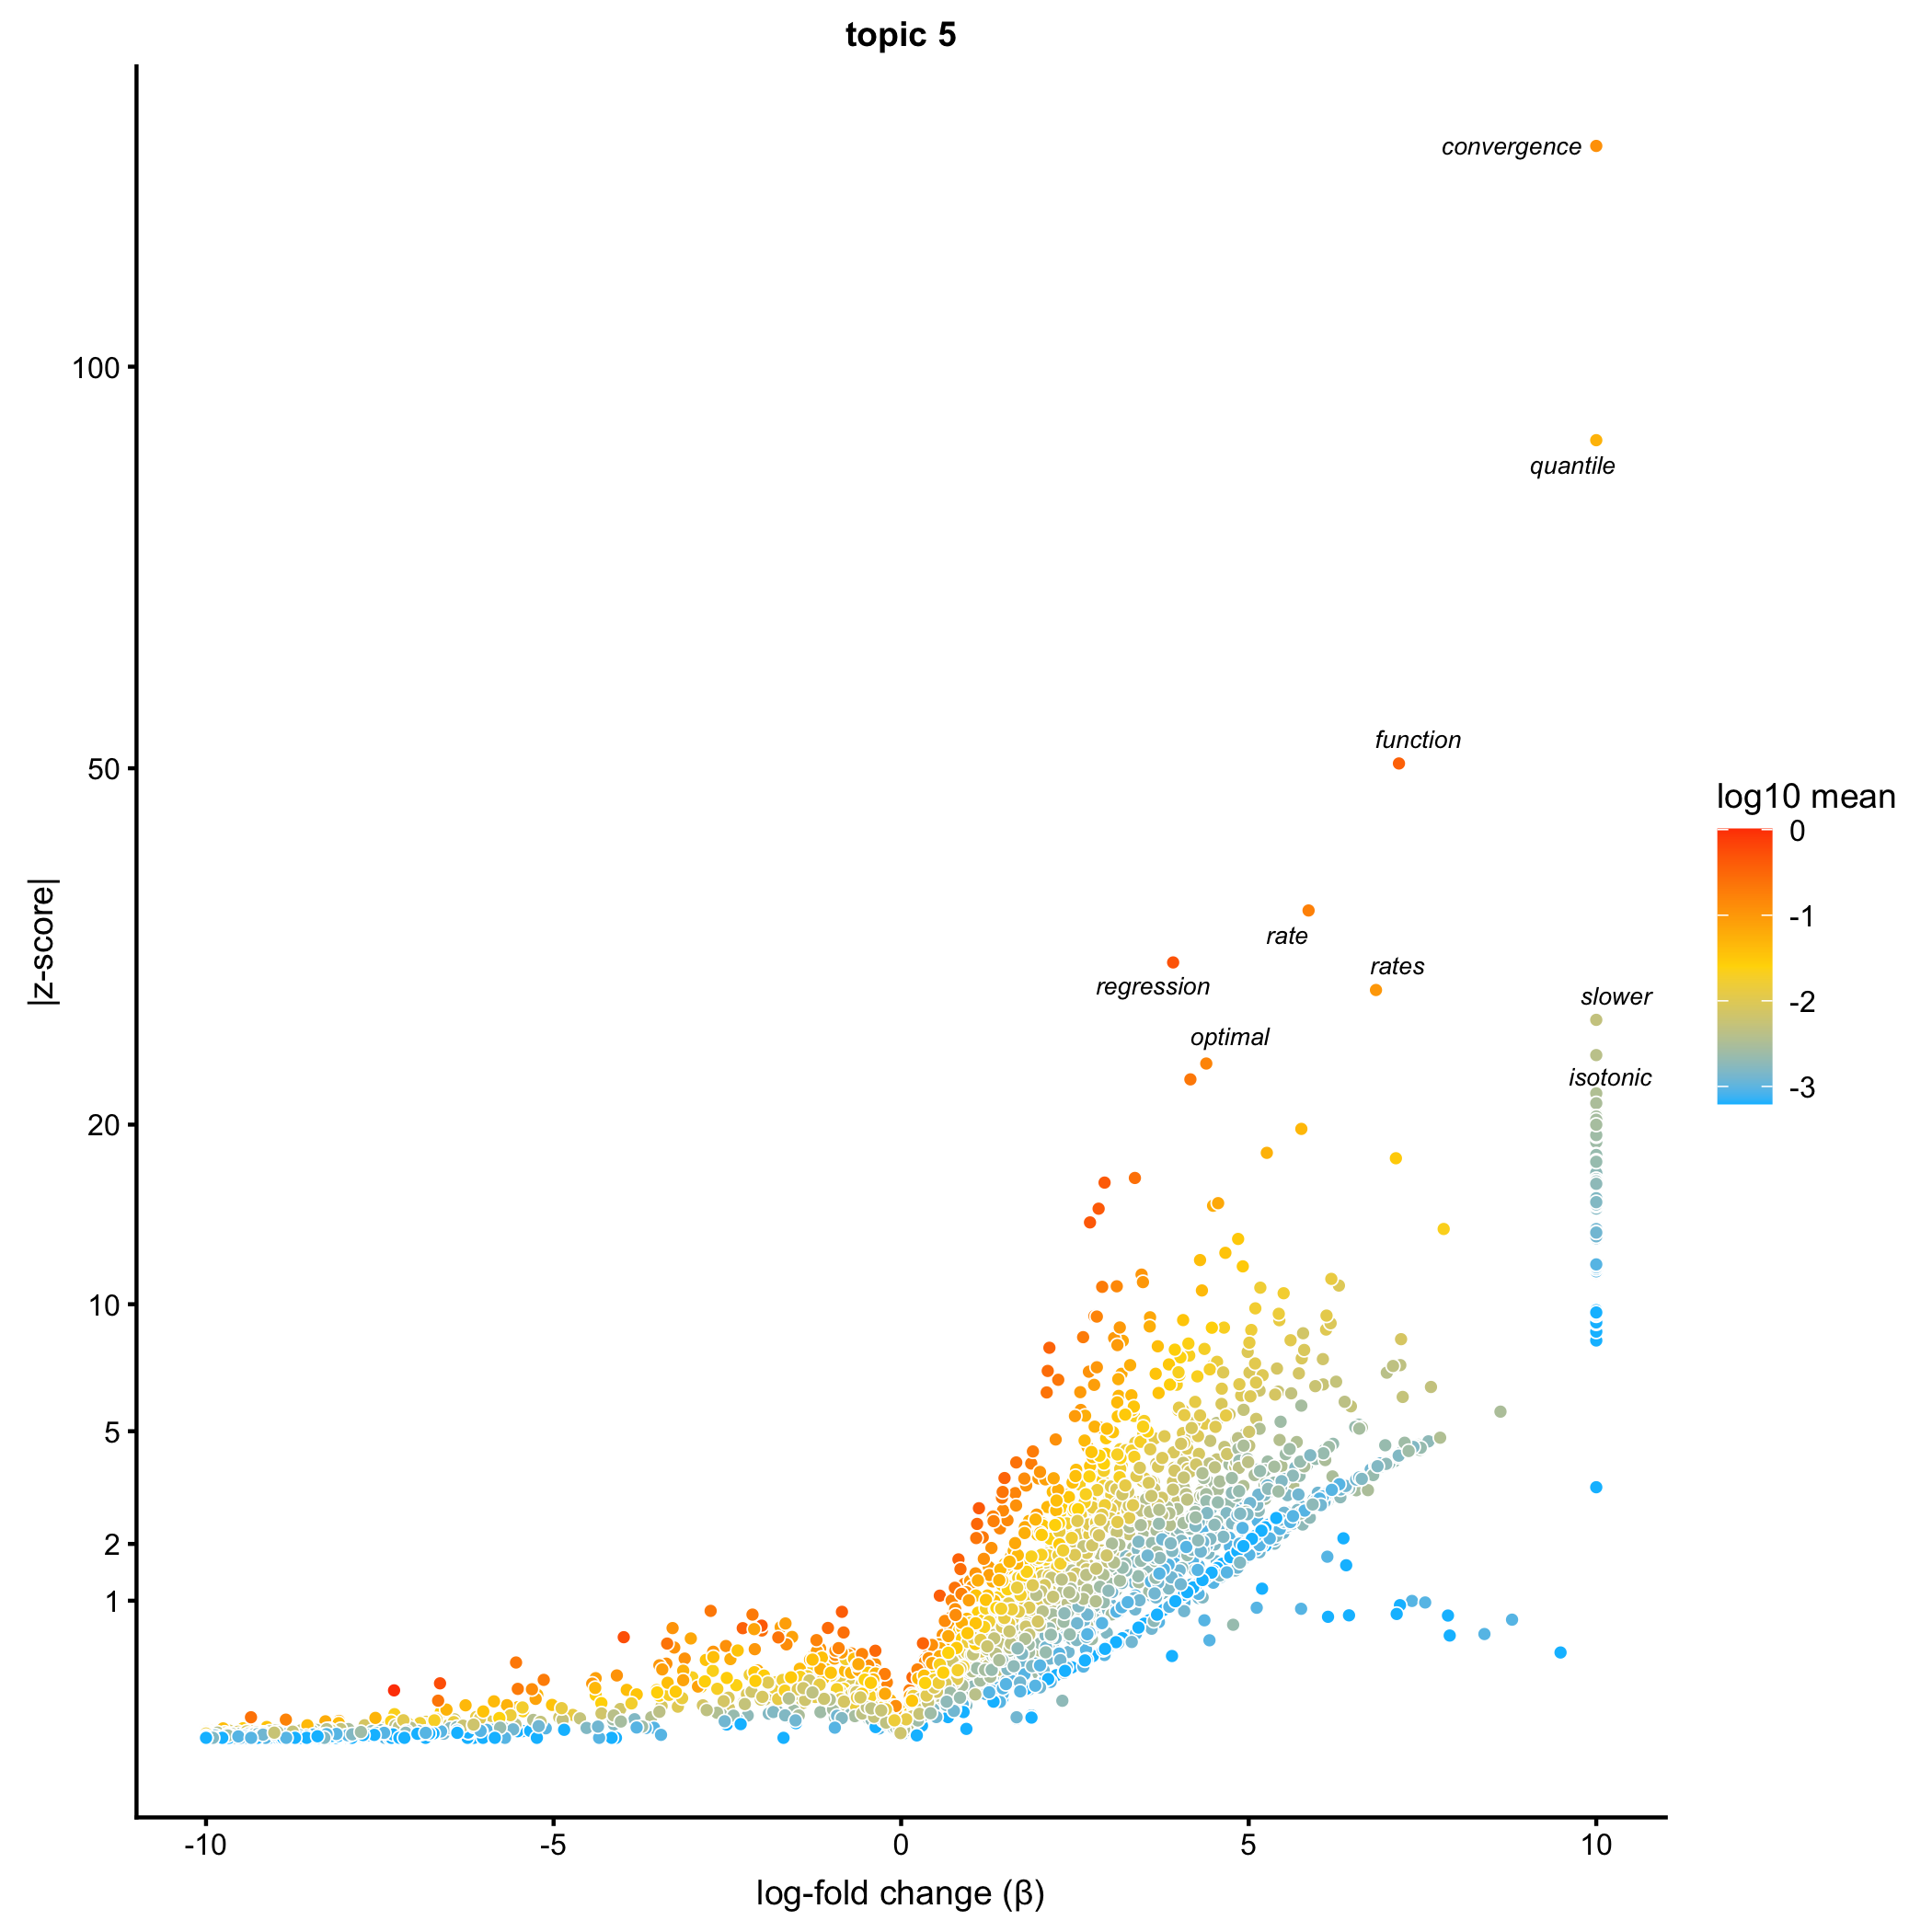 topic 5
convergence
100
quantile
function
50
log10 mean
0
-1
-2
-3
|z-score|
rate
rates
regression
slower
optimal
isotonic
20
10
5
2
1
-10 -5 0 5 10
log-fold change (β)